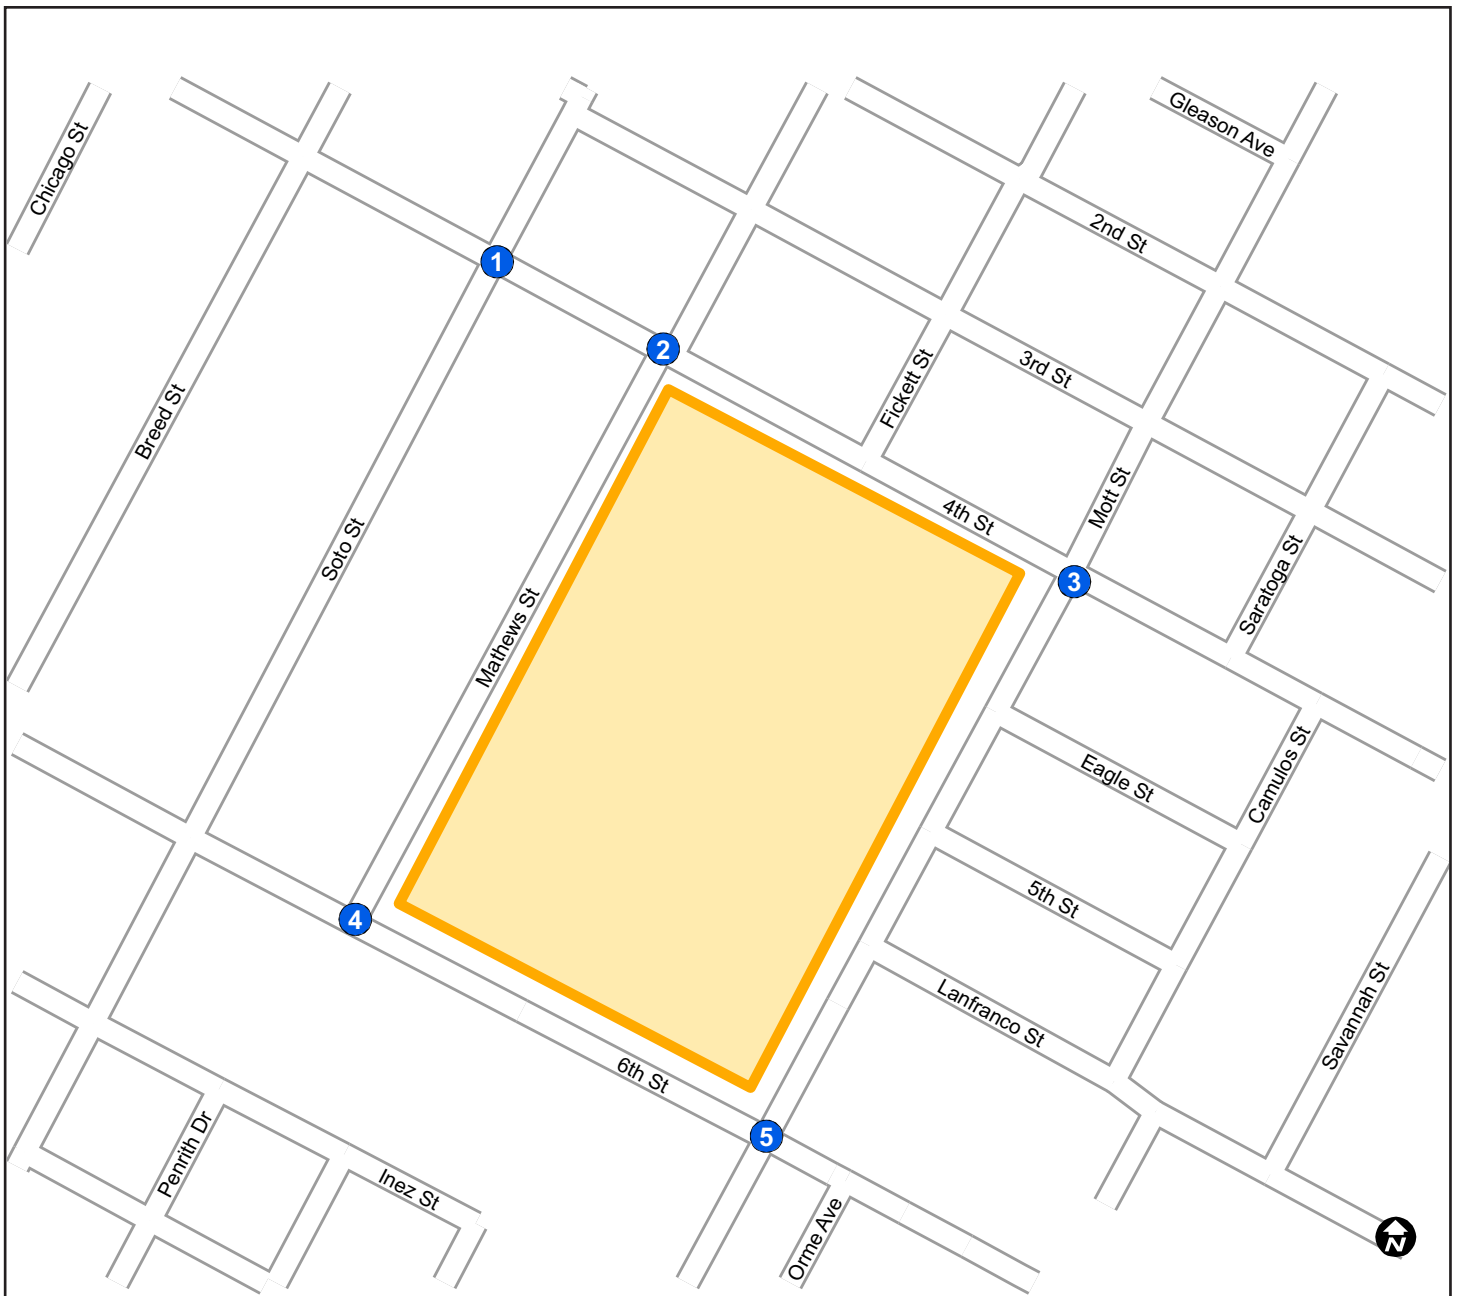 Gleason Ave
Chicago St
2nd St
1
2
3rd St
Fickett St
Breed St
4th St
Mott St
Soto St
Saratoga St
3
Mathews St
Eagle St
Camulos St
5th St
4
Lanfranco St
Savannah St
6th St
5
Penrith Dr
Inez St
Orme Ave
N